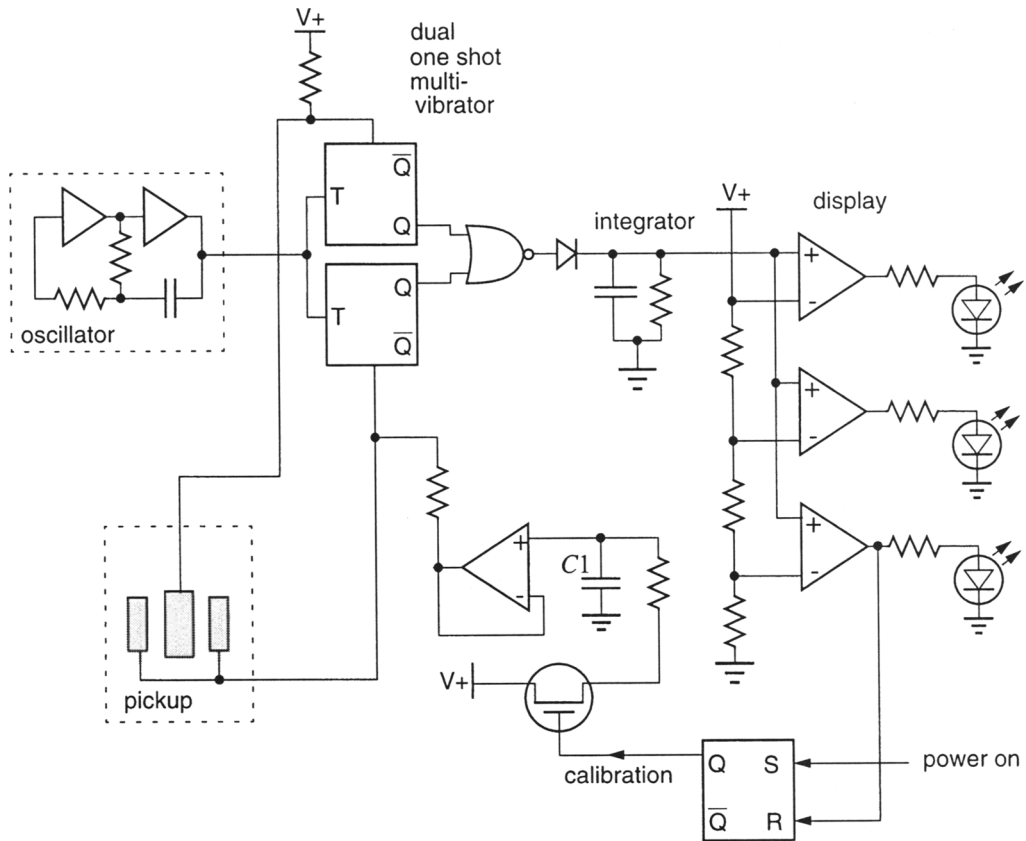 V+
dual
one shot
multi-
vibrator
Q̅
T
Q
Q
T
Q̅
oscillator
integrator
V+
display
+
-
+
-
+
-
+
-
C1
V+
pickup
calibration
Q S
Q̅ R
power on